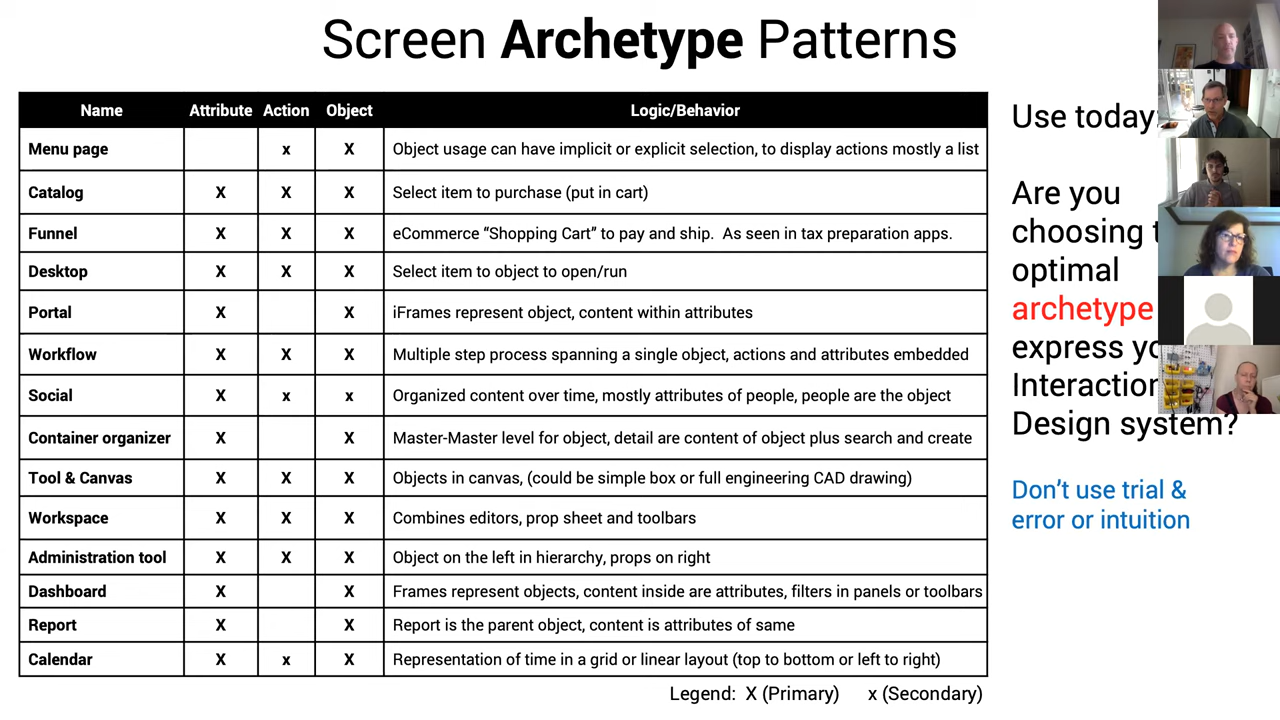 Screen Archetype Patterns
Name Attribute Action Object Logic/Behavior
Menu page x X Object usage can have implicit or explicit selection, to display actions mostly a list
Catalog X X X Select item to purchase (put in cart)
Funnel X X X eCommerce “Shopping Cart” to pay and ship. As seen in tax preparation apps.
Desktop X X X Select item to object to open/run
Portal X X iFrames represent object, content within attributes
Workflow X X X Multiple step process spanning a single object, actions and attributes embedded
Social X x x Organized content over time, mostly attributes of people, people are the object
Container organizer X X Master-Master level for object, detail are content of object plus search and create
Tool & Canvas X X X Objects in canvas, (could be simple box or full engineering CAD drawing)
Workspace X X X Combines editors, prop sheet and toolbars
Administration tool X X X Object on the left in hierarchy, props on right
Dashboard X X Frames represent objects, content inside are attributes, filters in panels or toolbars
Report X X Report is the parent object, content is attributes of same
Calendar X x X Representation of time in a grid or linear layout (top to bottom or left to right)
Legend: X (Primary) x (Secondary)
Use today
Are you
choosing
optimal
archetype
express
Interaction
Design system?
Don’t use trial &
error or intuition